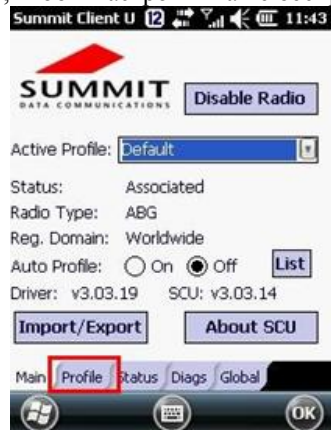 Summit Client U 12 11:43
SUMMIT
DATA COMMUNICATIONS
Disable Radio
Active Profile: Default
Status: Associated
Radio Type: ABG
Reg. Domain: Worldwide
Auto Profile: On Off List
Driver: v3.03.19 SCU: v3.03.14
Import/Export About SCU
Main Profile Status Diags Global
OK